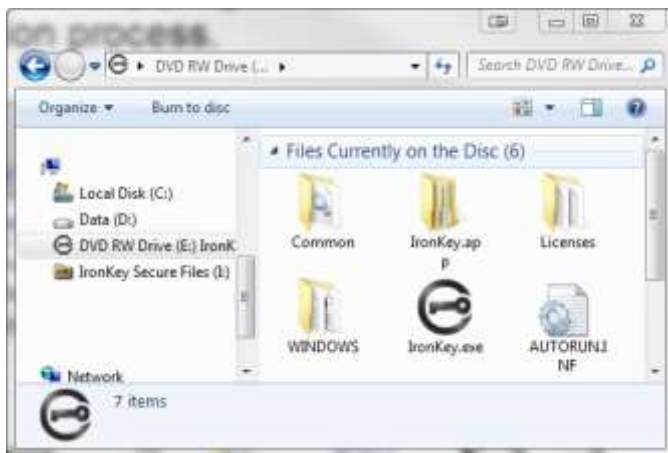 on process.
DVD RW Drive (...
Search DVD RW Drive...
Organize
Burn to disc
Local Disk (C:)
Data (D:)
DVD RW Drive (E:) IronK
IronKey Secure Files (I:)
Network
Files Currently on the Disc (6)
Common
IronKey.ap
p
Licenses
WINDOWS
IronKey.exe
AUTORUN.I
NF
7 items